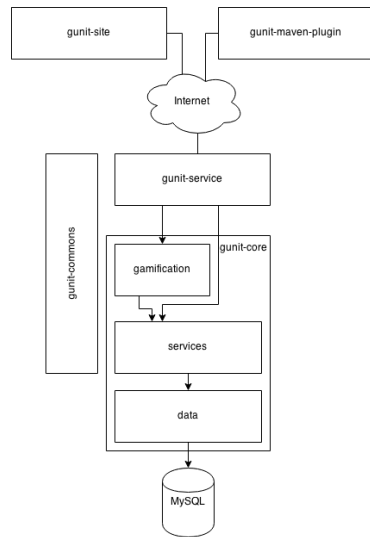 gunit-site
gunit-maven-plugin
Internet
gunit-service
gunit-commons
gunit-core
gamification
services
data
MySQL